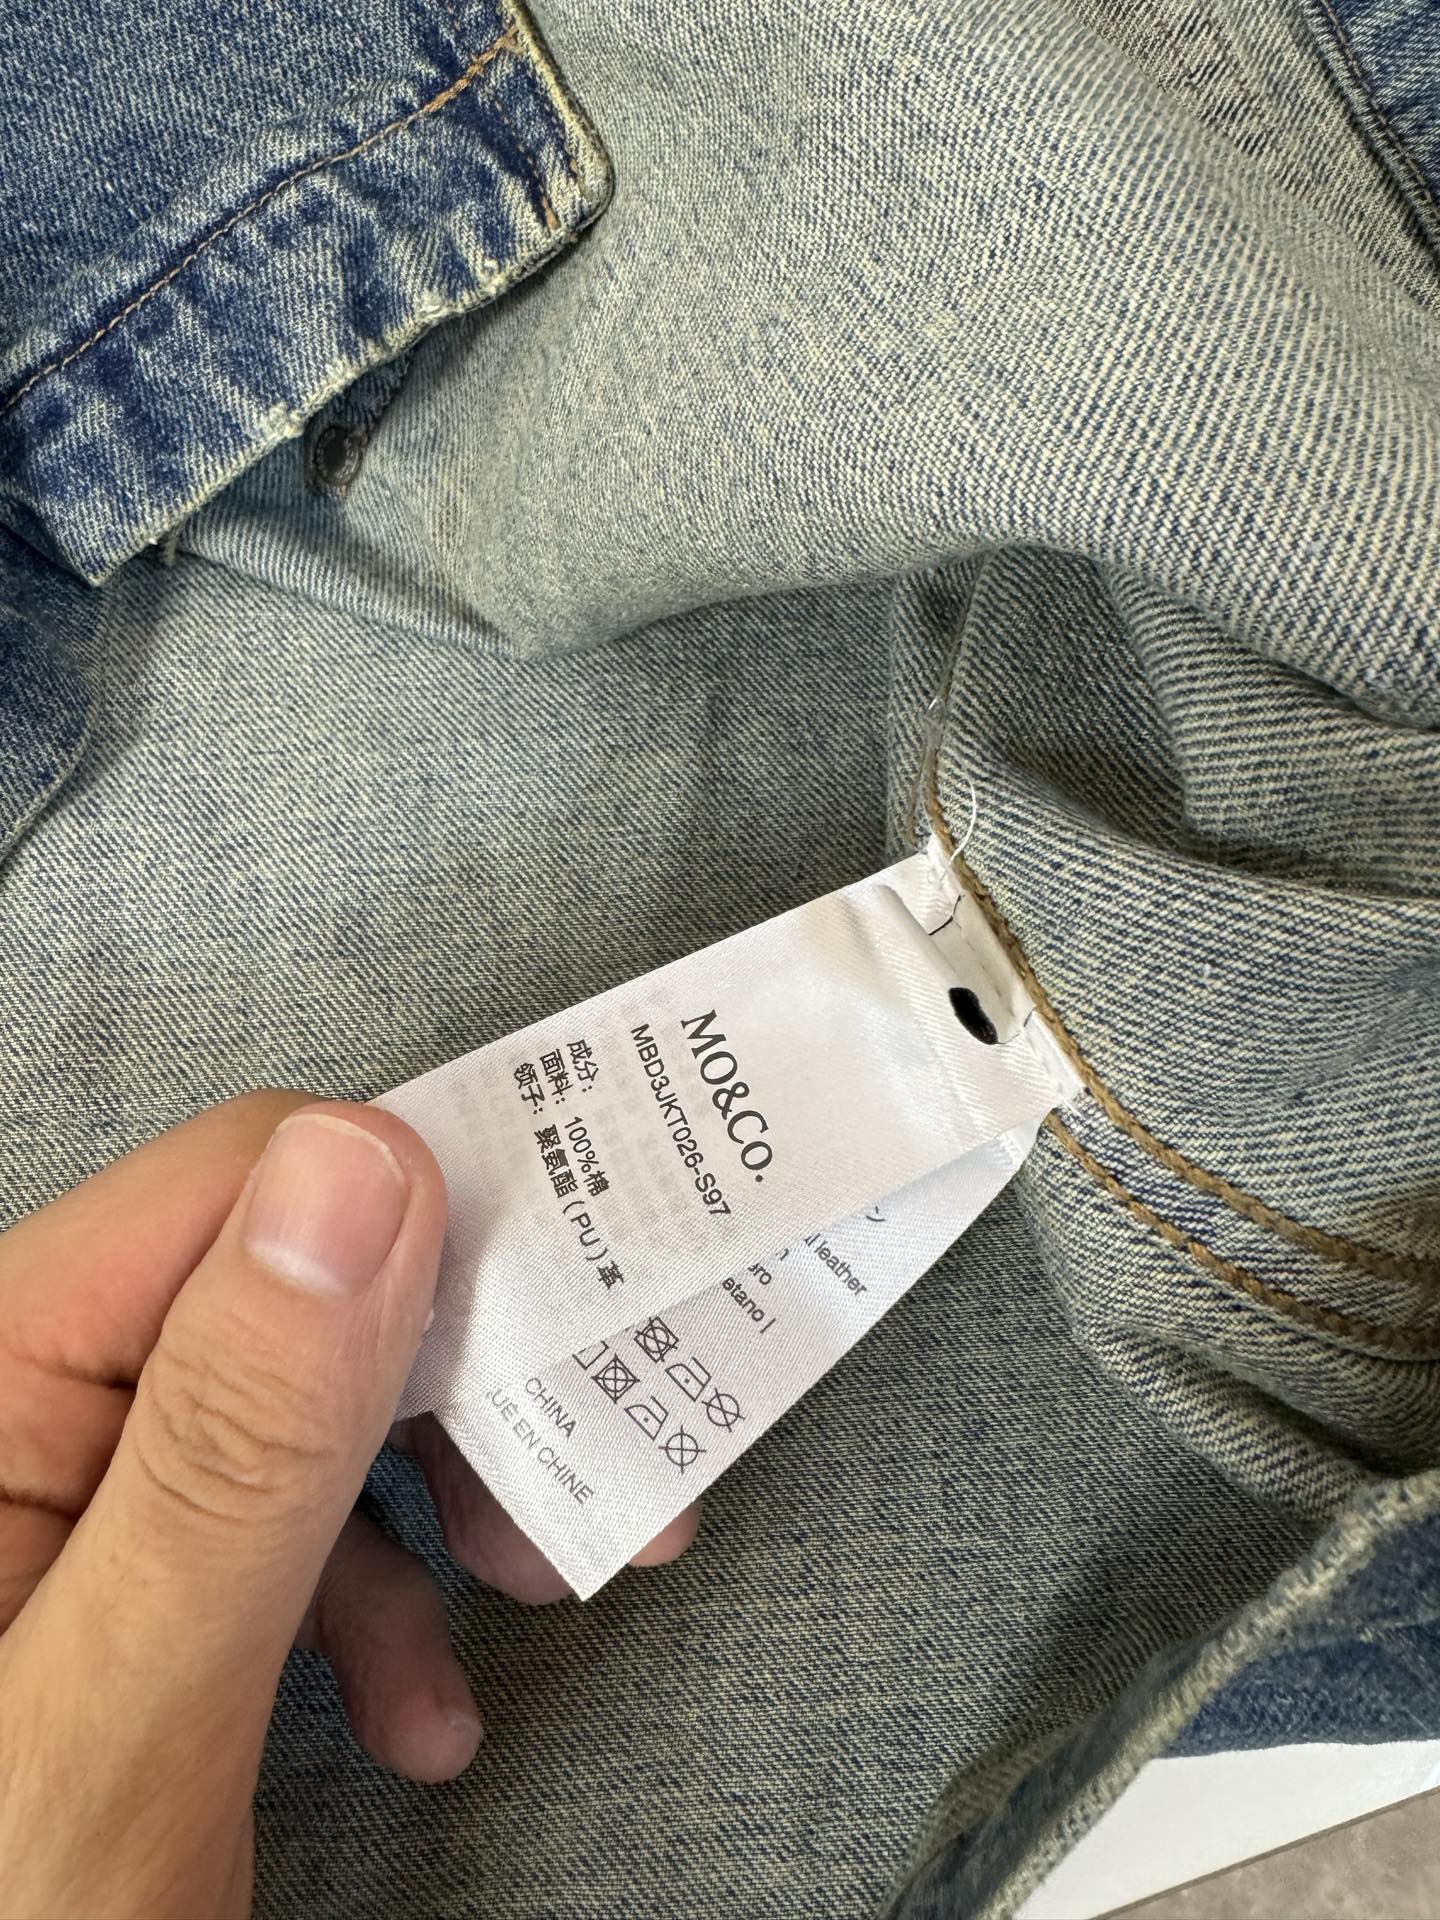 MO&CO.
MBD3JKT026-S97
成分：
面料：100%棉
领子：聚氨酯（PU）革
leather
etano l
CHINA
EN CHINE